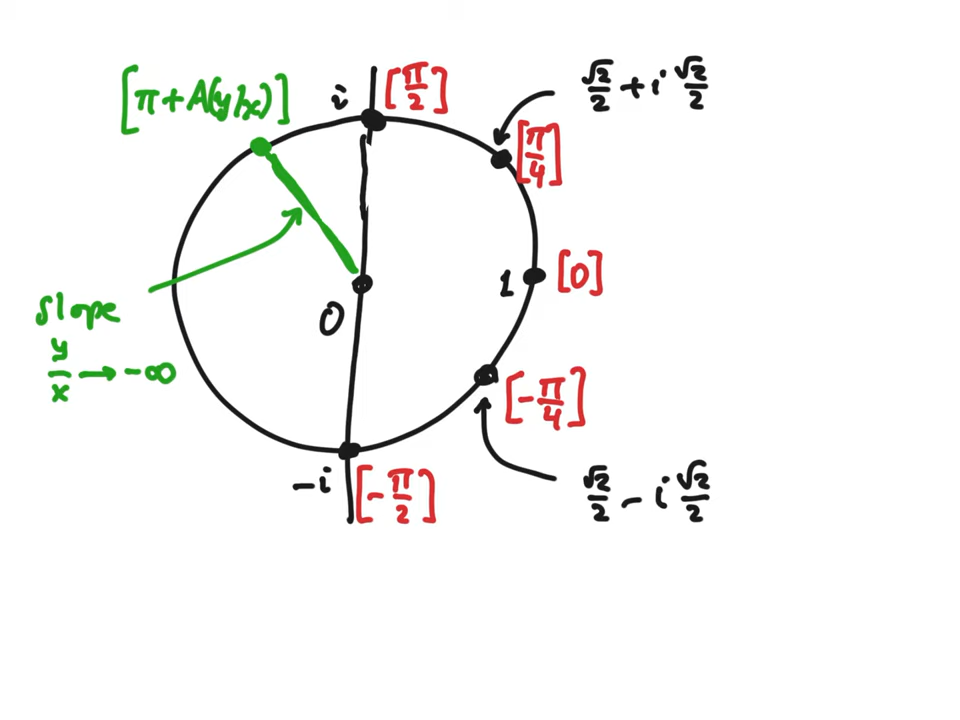 [π + A(y/x)]
i [π/2]
√2/2 + i √2/2
[π/4]
1 [0]
0
slope
y/x → -∞
[-π/4]
-i [-π/2]
√2/2 - i √2/2